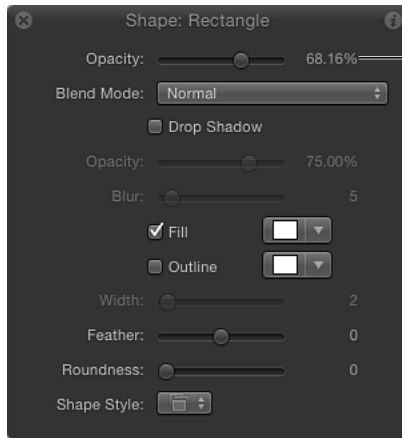 Shape: Rectangle
Opacity: 68.16%
Blend Mode: Normal
Drop Shadow
Opacity: 75.00%
Blur: 5
Fill
Outline
Width: 2
Feather: 0
Roundness: 0
Shape Style: